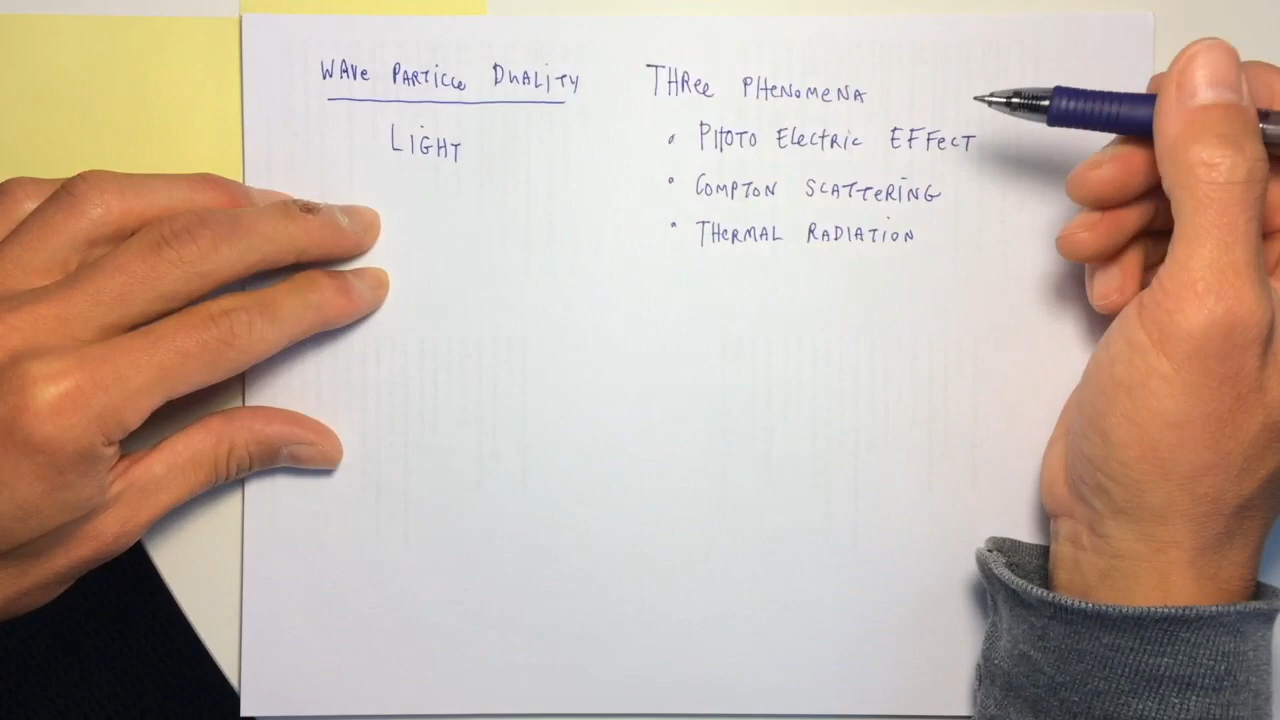 WAVE PARTICLE DUALITY
LIGHT
THREE PHENOMENA
• PHOTO ELECTRIC EFFECT
• COMPTON SCATTERING
• THERMAL RADIATION